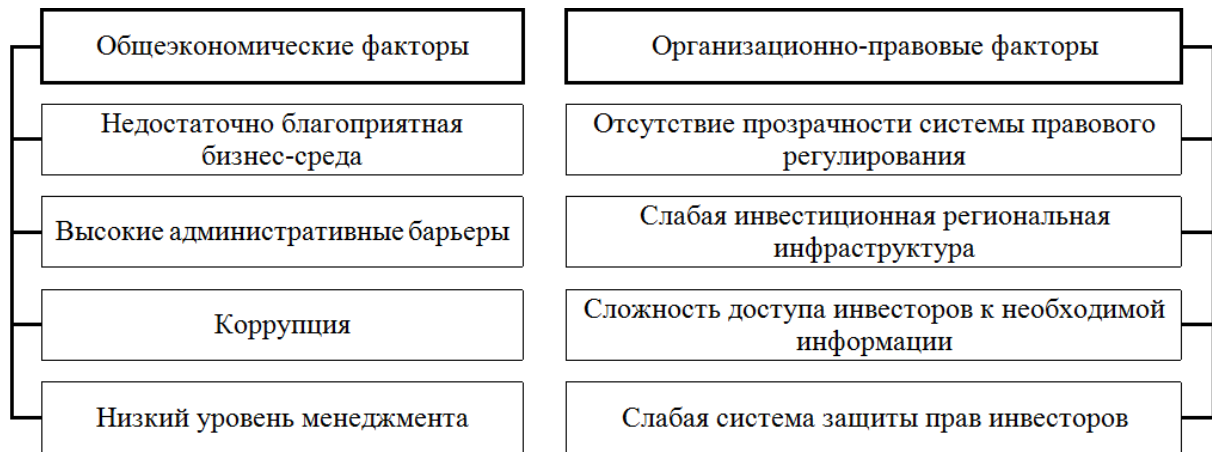 Общеэкономические факторы
Недостаточно благоприятная
бизнес-среда
Высокие административные барьеры
Коррупция
Низкий уровень менеджмента
Организационно-правовые факторы
Отсутствие прозрачности системы правового
регулирования
Слабая инвестиционная региональная
инфраструктура
Сложность доступа инвесторов к необходимой
информации
Слабая система защиты прав инвесторов